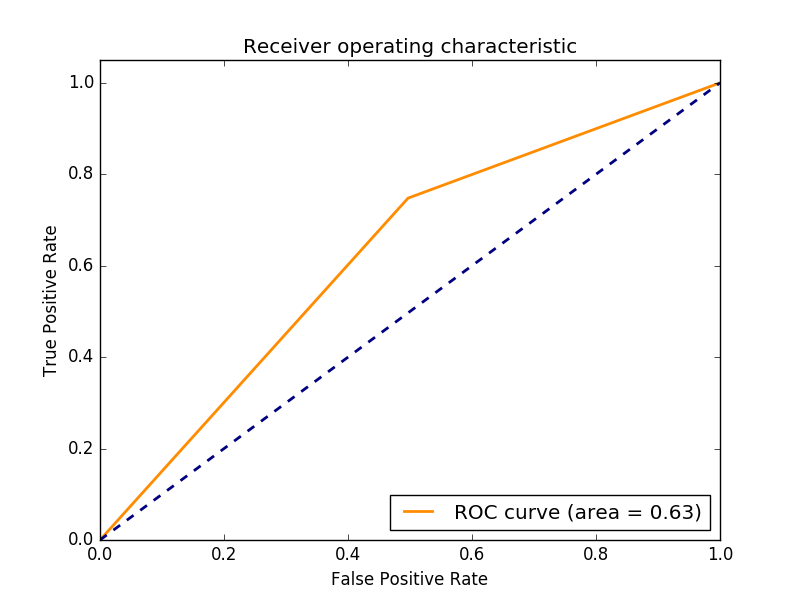 Receiver operating characteristic
True Positive Rate
1.0
0.8
0.6
0.4
0.2
0.0
ROC curve (area = 0.63)
0.0 0.2 0.4 0.6 0.8 1.0
False Positive Rate